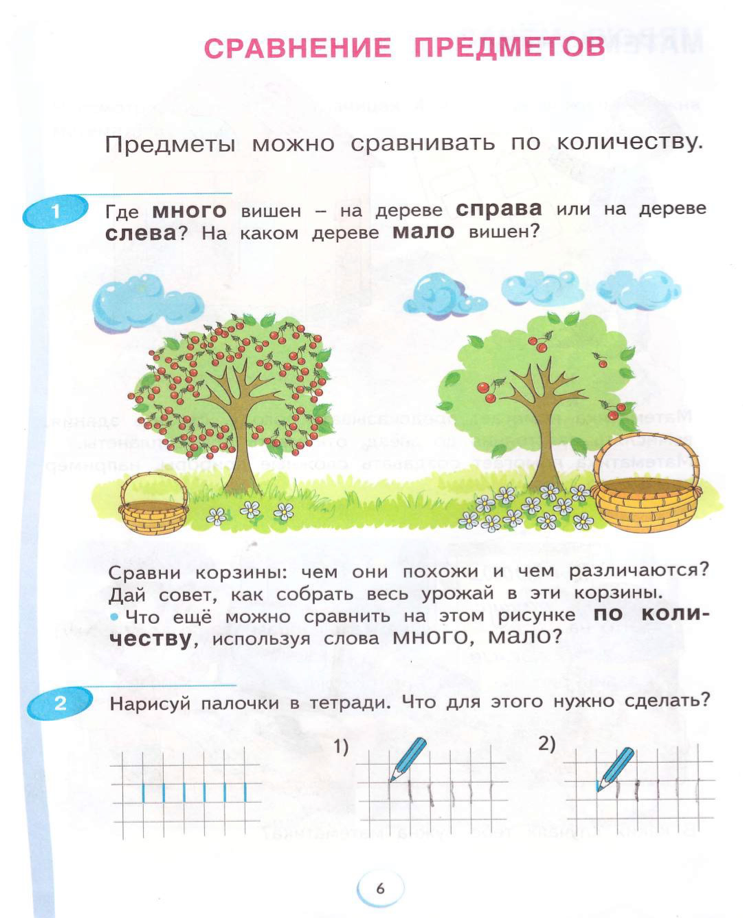 СРАВНЕНИЕ ПРЕДМЕТОВ
Предметы можно сравнивать по количеству.
1
Где много вишен – на дереве справа или на дереве
слева? На каком дереве мало вишен?
Сравни корзины: чем они похожи и чем различаются?
Дай совет, как собрать весь урожай в эти корзины.
• Что ещё можно сравнить на этом рисунке по коли-
честву, используя слова много, мало?
2
Нарисуй палочки в тетради. Что для этого нужно сделать?
1)
2)
6